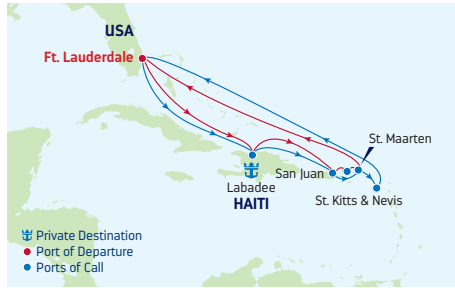 USA
Ft. Lauderdale
St. Maarten
San Juan
Labadee
HAITI
St. Kitts & Nevis
Private Destination
Port of Departure
Ports of Call